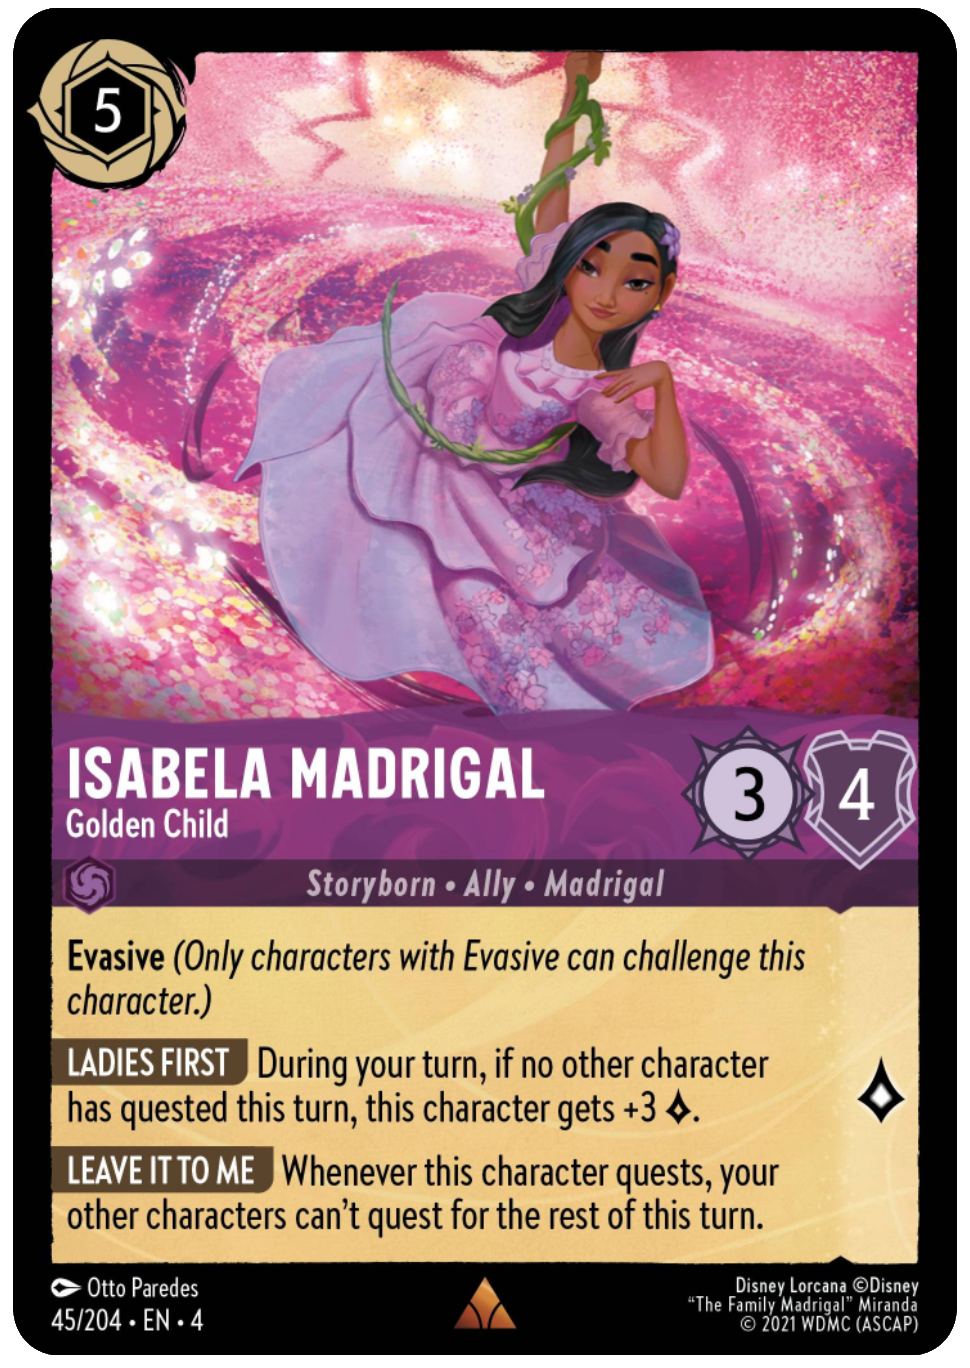 5
ISABELA MADRIGAL
Golden Child
3
4
Storyborn • Ally • Madrigal
Evasive (Only characters with Evasive can challenge this
character.)
LADIES FIRST During your turn, if no other character
has quested this turn, this character gets +3 .
LEAVE IT TO ME Whenever this character quests, your
other characters can't quest for the rest of this turn.
Otto Paredes
45/204 • EN • 4
Disney Lorcana ©Disney
"The Family Madrigal" Miranda
© 2021 WDMC (ASCAP)